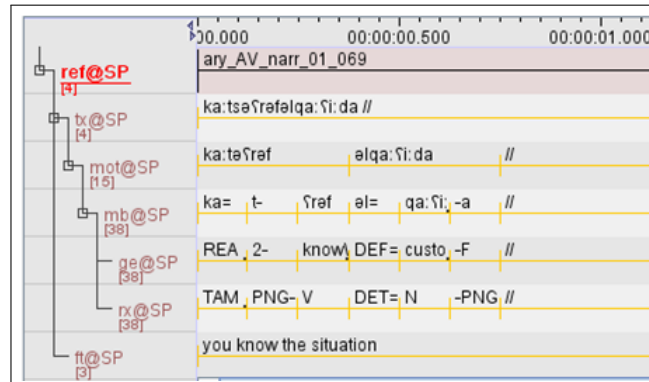 00.000 00:00:00.500 00:00:01.000
ref@SP [4] ary_AV_narr_01_069
tx@SP [4] ka:tsəʕrəfəlqa:ʕi:da //
mot@SP [15] ka:təʕrəf əlqa:ʕi:da //
mb@SP [38] ka= t- ʕrəf əl= qa:ʕi: -a //
ge@SP [38] REA 2- know\ DEF= custo -F //
rx@SP [38] TAM PNG- V DET= N -PNG //
ft@SP [3] you know the situation